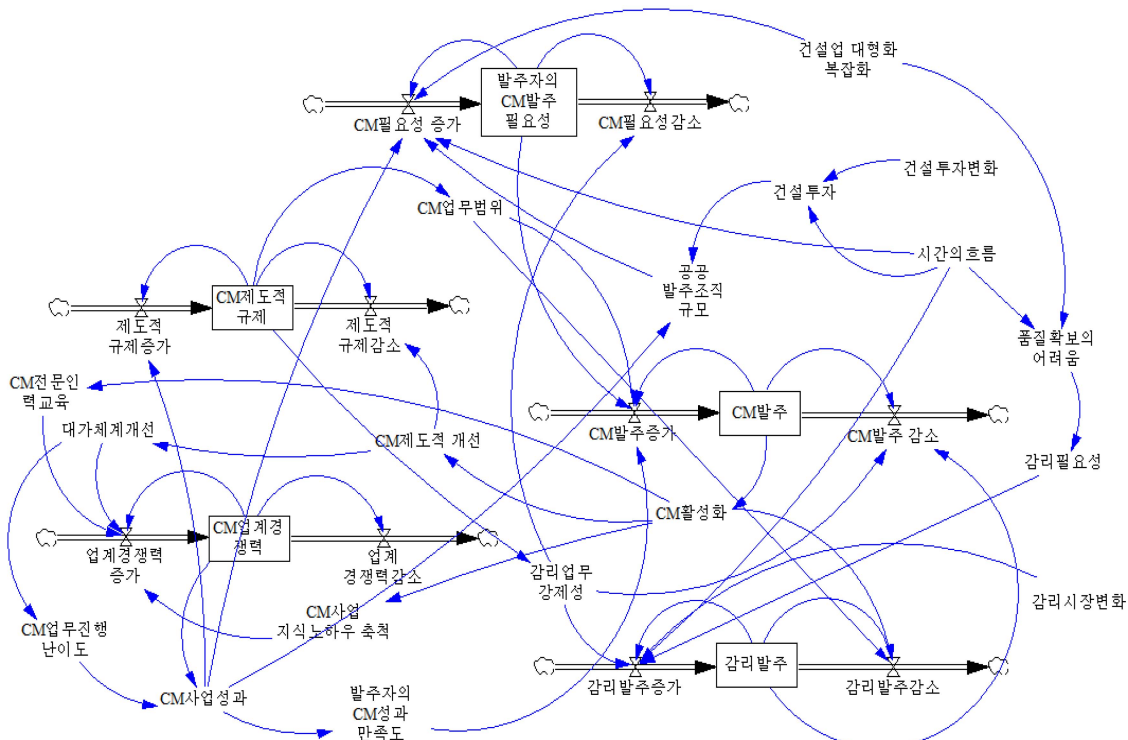 건설업 대형화
복잡화
발주자의
CM발주
필요성
CM필요성 증가
CM필요성감소
건설투자변화
건설투자
CM업무범위
시간의흐름
공공
발주조직
규모
CM제도적
규제
제도적
규제증가
제도적
규제감소
품질확보의
어려움
CM전문인
력교육
CM발주
대가체계개선
CM제도적 개선
CM발주증가
CM발주 감소
감리필요성
CM활성화
CM업계경
쟁력
업계경쟁력
증가
업계
경쟁력감소
감리업무
강제성
감리시장변화
CM사업
지식노하우 축척
CM업무진행
난이도
감리발주
감리발주증가
감리발주감소
CM사업성과
발주자의
CM성과
만족도